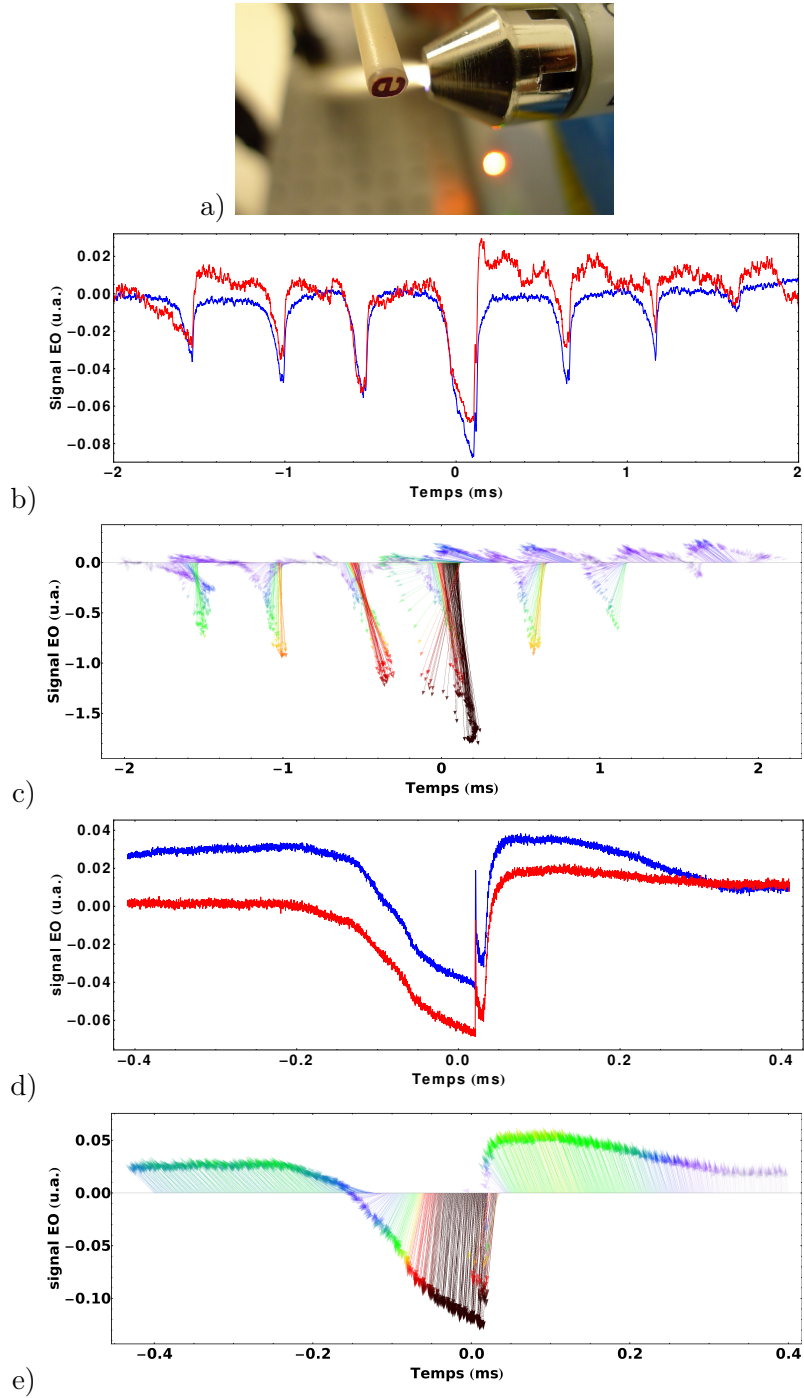 e
a)
0.02
0.00
−0.02
−0.04
−0.06
−0.08
Signal EO (u.a.)
−2 −1 0 1 2
Temps (ms)
b)
0.0
−0.5
−1.0
−1.5
Signal EO (u.a.)
−2 −1 0 1 2
Temps (ms)
c)
0.04
0.02
0.00
−0.02
−0.04
−0.06
signal EO (u.a.)
−0.4 −0.2 0.0 0.2 0.4
Temps (ms)
d)
0.05
0.00
−0.05
−0.10
signal EO (u.a.)
−0.4 −0.2 0.0 0.2 0.4
Temps (ms)
e)